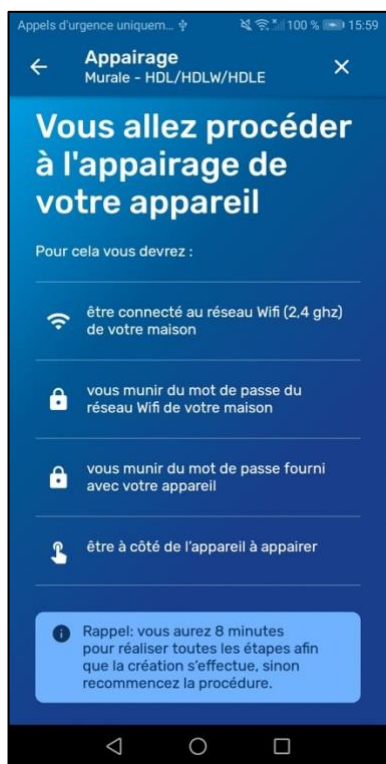 Appels d'urgence uniquem... 100 % 15:59
Appairage
Murale - HDL/HDLW/HDLE
Vous allez procéder
à l'appairage de
votre appareil
Pour cela vous devrez :
être connecté au réseau Wifi (2,4 ghz)
de votre maison
vous munir du mot de passe du
réseau Wifi de votre maison
vous munir du mot de passe fourni
avec votre appareil
être à côté de l'appareil à appairer
Rappel: vous aurez 8 minutes
pour réaliser toutes les étapes afin
que la création s'effectue, sinon
recommencez la procédure.